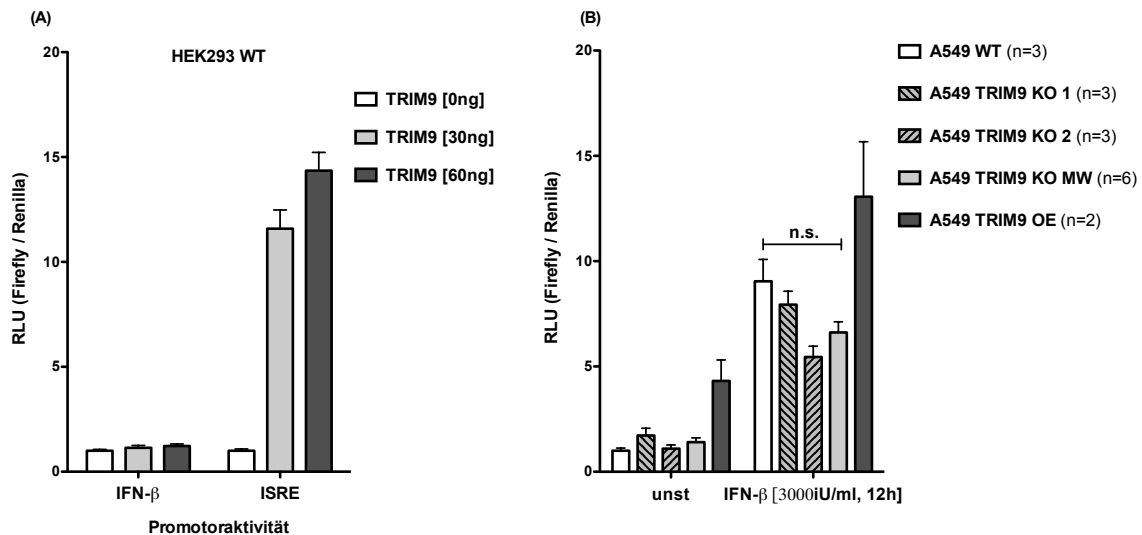 (A)
HEK293 WT
TRIM9 [0ng]
TRIM9 [30ng]
TRIM9 [60ng]
RLU (Firefly / Renilla)
20
15
10
5
0
IFN-β
ISRE
Promotoraktivität
(B)
A549 WT (n=3)
A549 TRIM9 KO 1 (n=3)
A549 TRIM9 KO 2 (n=3)
A549 TRIM9 KO MW (n=6)
A549 TRIM9 OE (n=2)
n.s.
RLU (Firefly / Renilla)
20
15
10
5
0
unst
IFN-β [3000iU/ml, 12h]